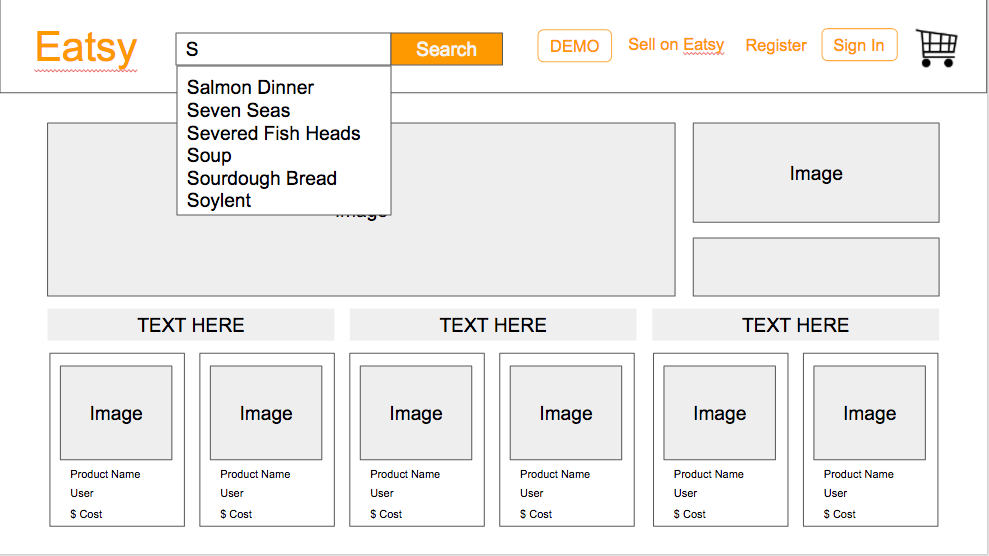 Eatsy
S
Search
DEMO
Sell on Eatsy
Register
Sign In
Salmon Dinner
Seven Seas
Severed Fish Heads
Soup
Sourdough Bread
Soylent
Image
Image
TEXT HERE
TEXT HERE
TEXT HERE
Image
Image
Image
Image
Image
Image
Product Name
Product Name
Product Name
Product Name
Product Name
Product Name
User
User
User
User
User
User
$ Cost
$ Cost
$ Cost
$ Cost
$ Cost
$ Cost